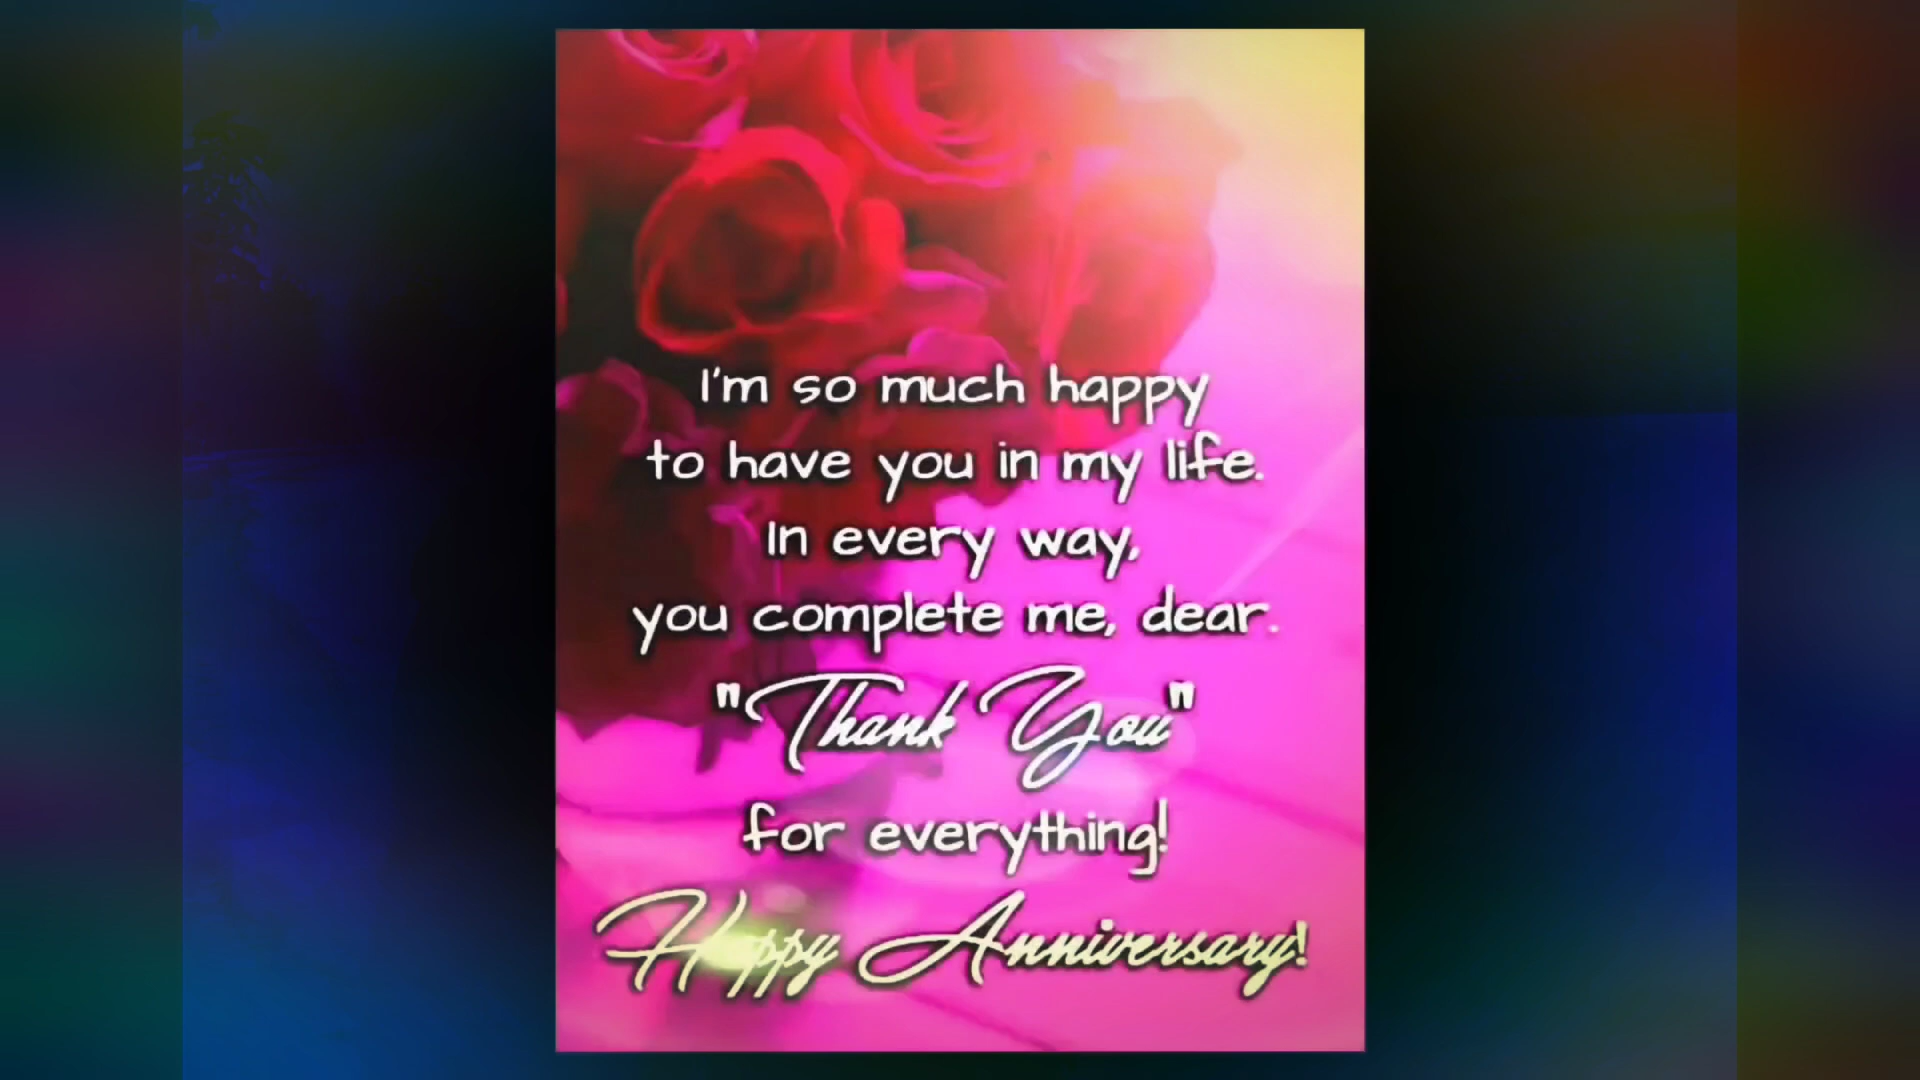 I'm so much happy
to have you in my life.
In every way,
you complete me, dear.
"Thank You"
for everything!
Happy Anniversary!